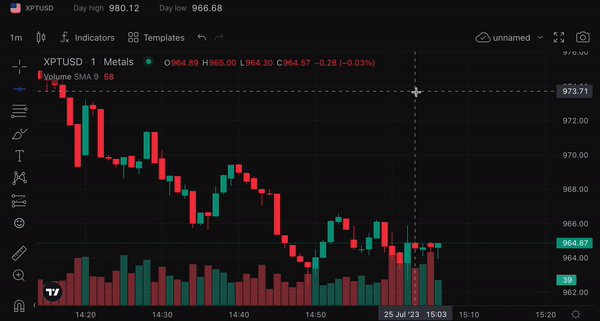 XPTUSD Day high 980.12 Day low 966.68
1m Indicators Templates unnamed
XPTUSD · 1 · Metals O964.89 H965.00 L964.30 C964.57 −0.28 (−0.03%)
Volume SMA 9 58
976.00
973.71
972.00
970.00
968.00
966.00
964.87
964.00
39
962.00
14:20 14:30 14:40 14:50 25 Jul '23 15:03 15:10 15:20